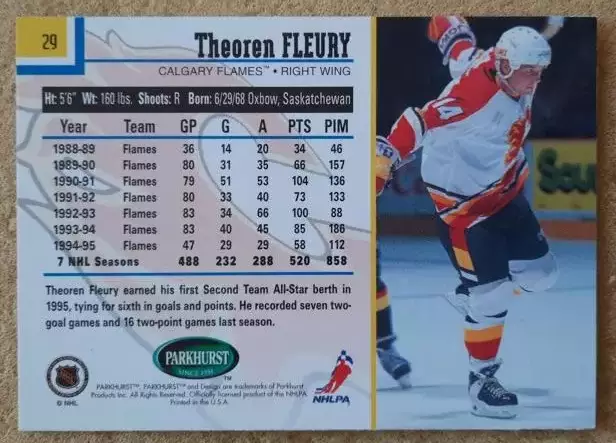 29
Theoren FLEURY
CALGARY FLAMES™ • RIGHT WING
Ht: 5'6" Wt: 160 lbs. Shoots: R Born: 6/29/68 Oxbow, Saskatchewan
Year Team GP G A PTS PIM
1988-89 Flames 36 14 20 34 46
1989-90 Flames 80 31 35 66 157
1990-91 Flames 79 51 53 104 136
1991-92 Flames 80 33 40 73 133
1992-93 Flames 83 34 66 100 88
1993-94 Flames 83 40 45 85 186
1994-95 Flames 47 29 29 58 112
7 NHL Seasons 488 232 288 520 858
Theoren Fleury earned his first Second Team All-Star berth in
1995, tying for sixth in goals and points. He recorded seven two-
goal games and 16 two-point games last season.
PARKHURST
SINCE 1951
™
© NHL
PARKHURST™, PARKHURST™ and Design are trademarks of Parkhurst
Products Inc. All Rights Reserved. Officially licensed product of the NHLPA
Printed in the U.S.A
NHLPA
14